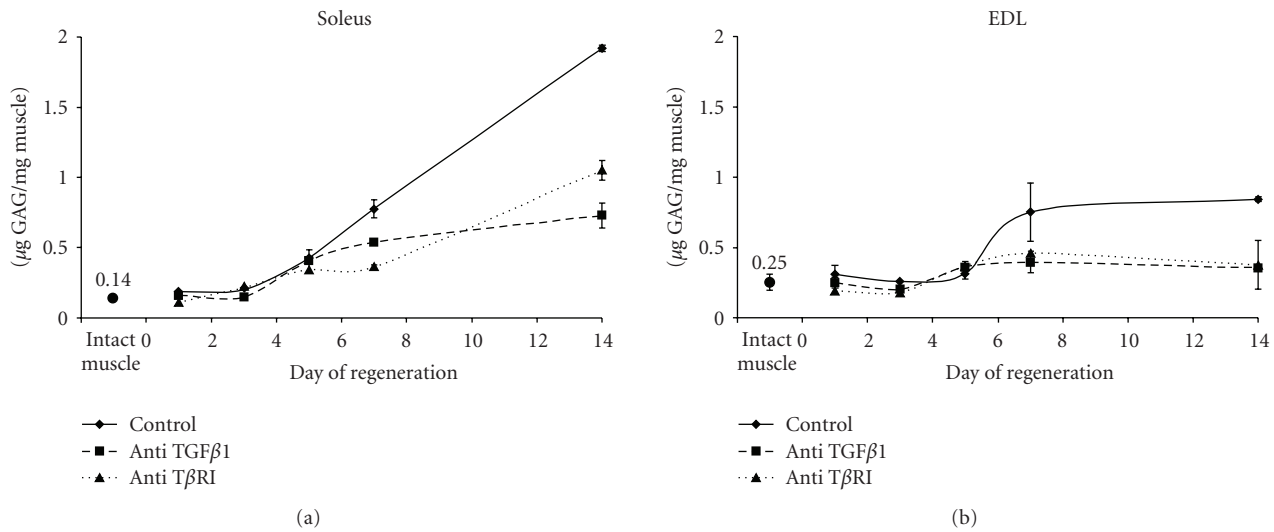 Soleus
(μg GAG/mg muscle)
2
1.5
1
0.5
0
0.14
Intact 0 2 4 6 8 10 12 14
muscle
Day of regeneration
Control
Anti TGFβ1
Anti TβRI
(a)
EDL
(μg GAG/mg muscle)
2
1.5
1
0.5
0
0.25
Intact 0 2 4 6 8 10 12 14
muscle
Day of regeneration
Control
Anti TGFβ1
Anti TβRI
(b)